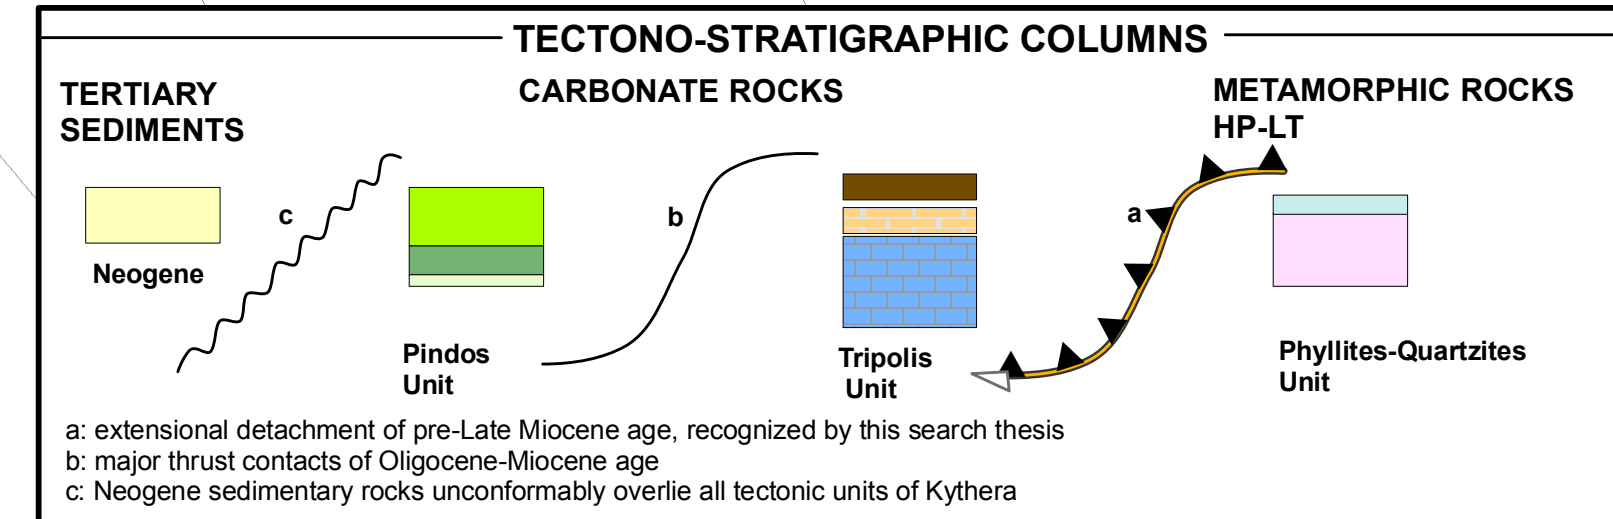 TECTONO-STRATIGRAPHIC COLUMNS
TERTIARY
SEDIMENTS
CARBONATE ROCKS
METAMORPHIC ROCKS
HP-LT
c
b
a
Neogene
Pindos
Unit
Tripolis
Unit
Phyllites-Quartzites
Unit
a: extensional detachment of pre-Late Miocene age, recognized by this search thesis
b: major thrust contacts of Oligocene-Miocene age
c: Neogene sedimentary rocks unconformably overlie all tectonic units of Kythera